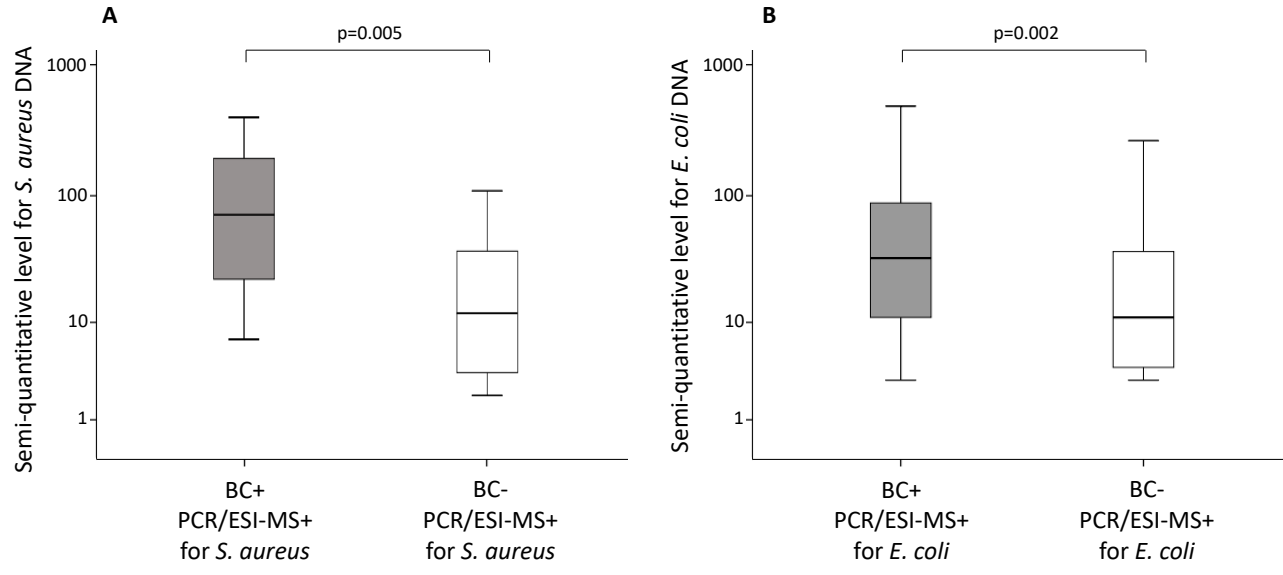 A
p=0.005
Semi-quantitative level for S. aureus DNA
1000
100
10
1
BC+
PCR/ESI-MS+
for S. aureus
BC-
PCR/ESI-MS+
for S. aureus
B
p=0.002
Semi-quantitative level for E. coli DNA
1000
100
10
1
BC+
PCR/ESI-MS+
for E. coli
BC-
PCR/ESI-MS+
for E. coli